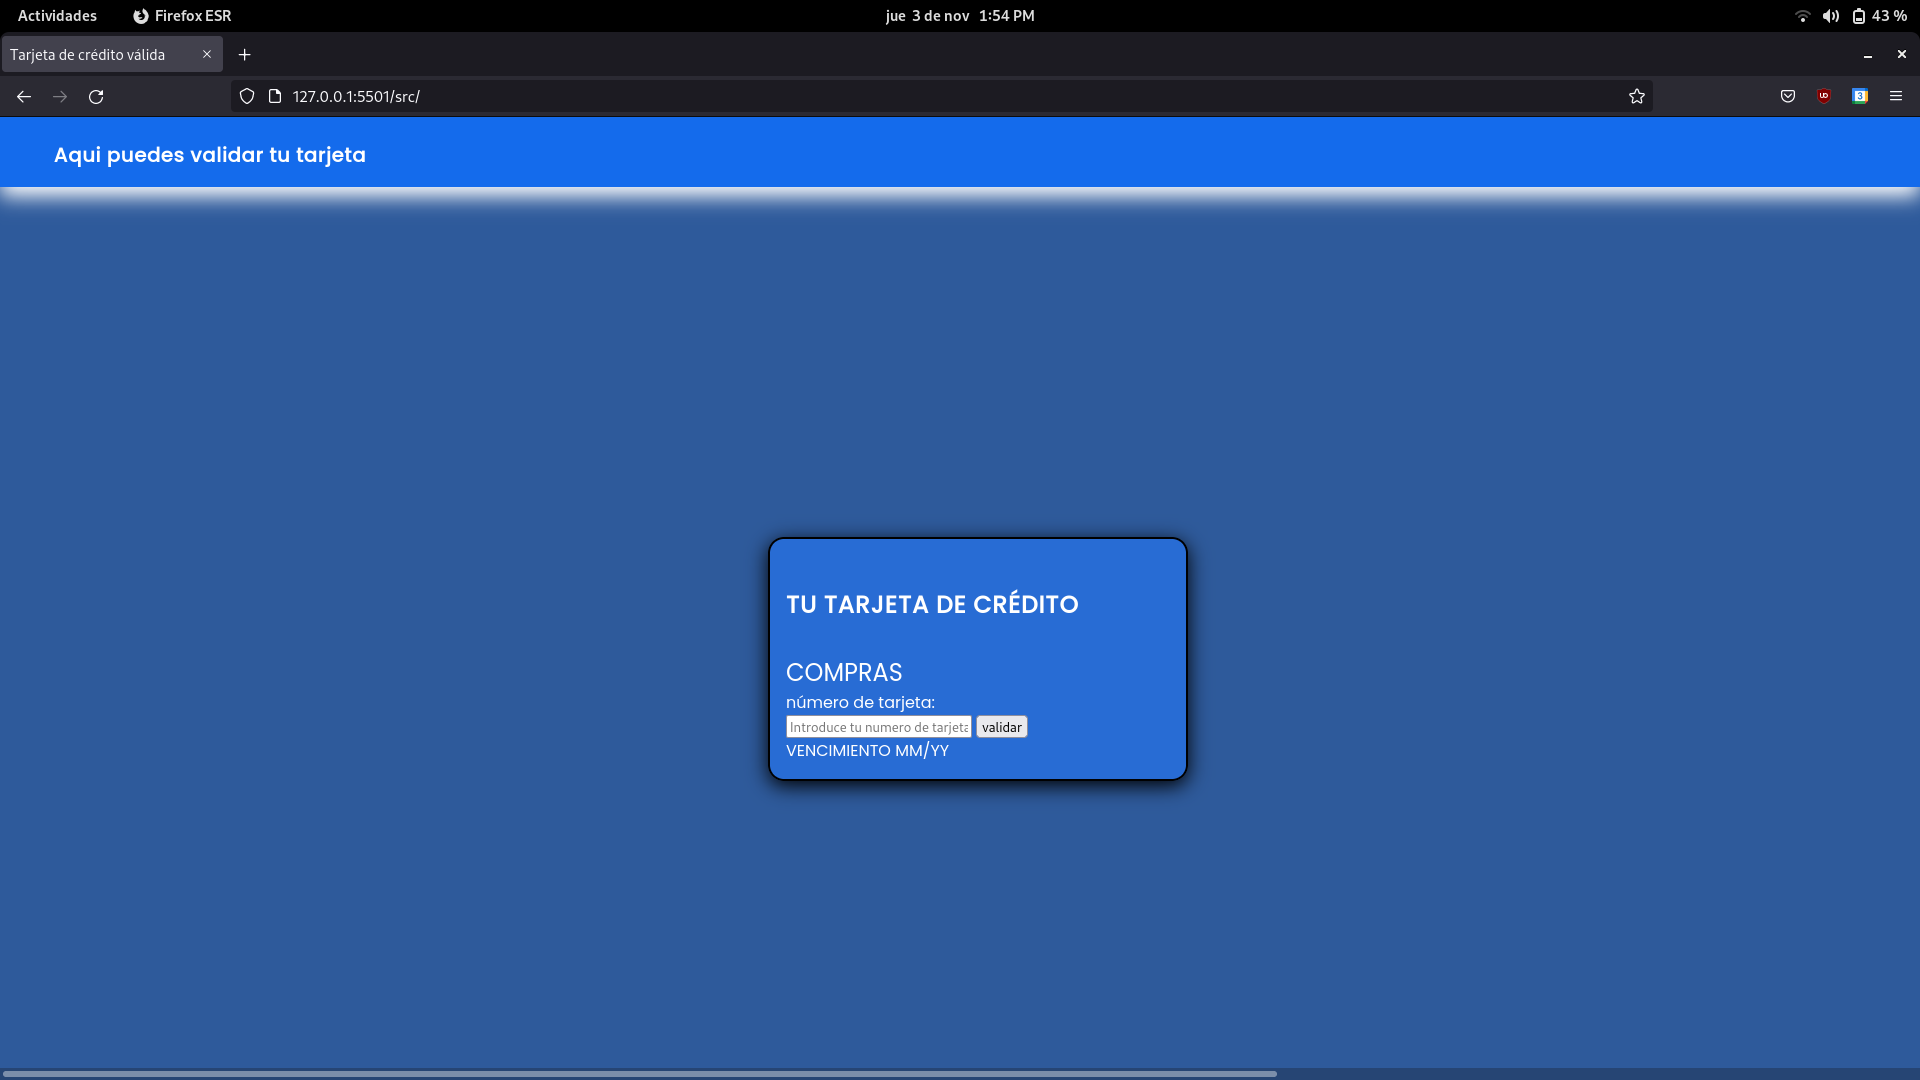 Actividades Firefox ESR jue 3 de nov 1:54 PM 43 %
Tarjeta de crédito válida
127.0.0.1:5501/src/
Aqui puedes validar tu tarjeta
TU TARJETA DE CRÉDITO
COMPRAS
número de tarjeta:
Introduce tu numero de tarjeta validar
VENCIMIENTO MM/YY